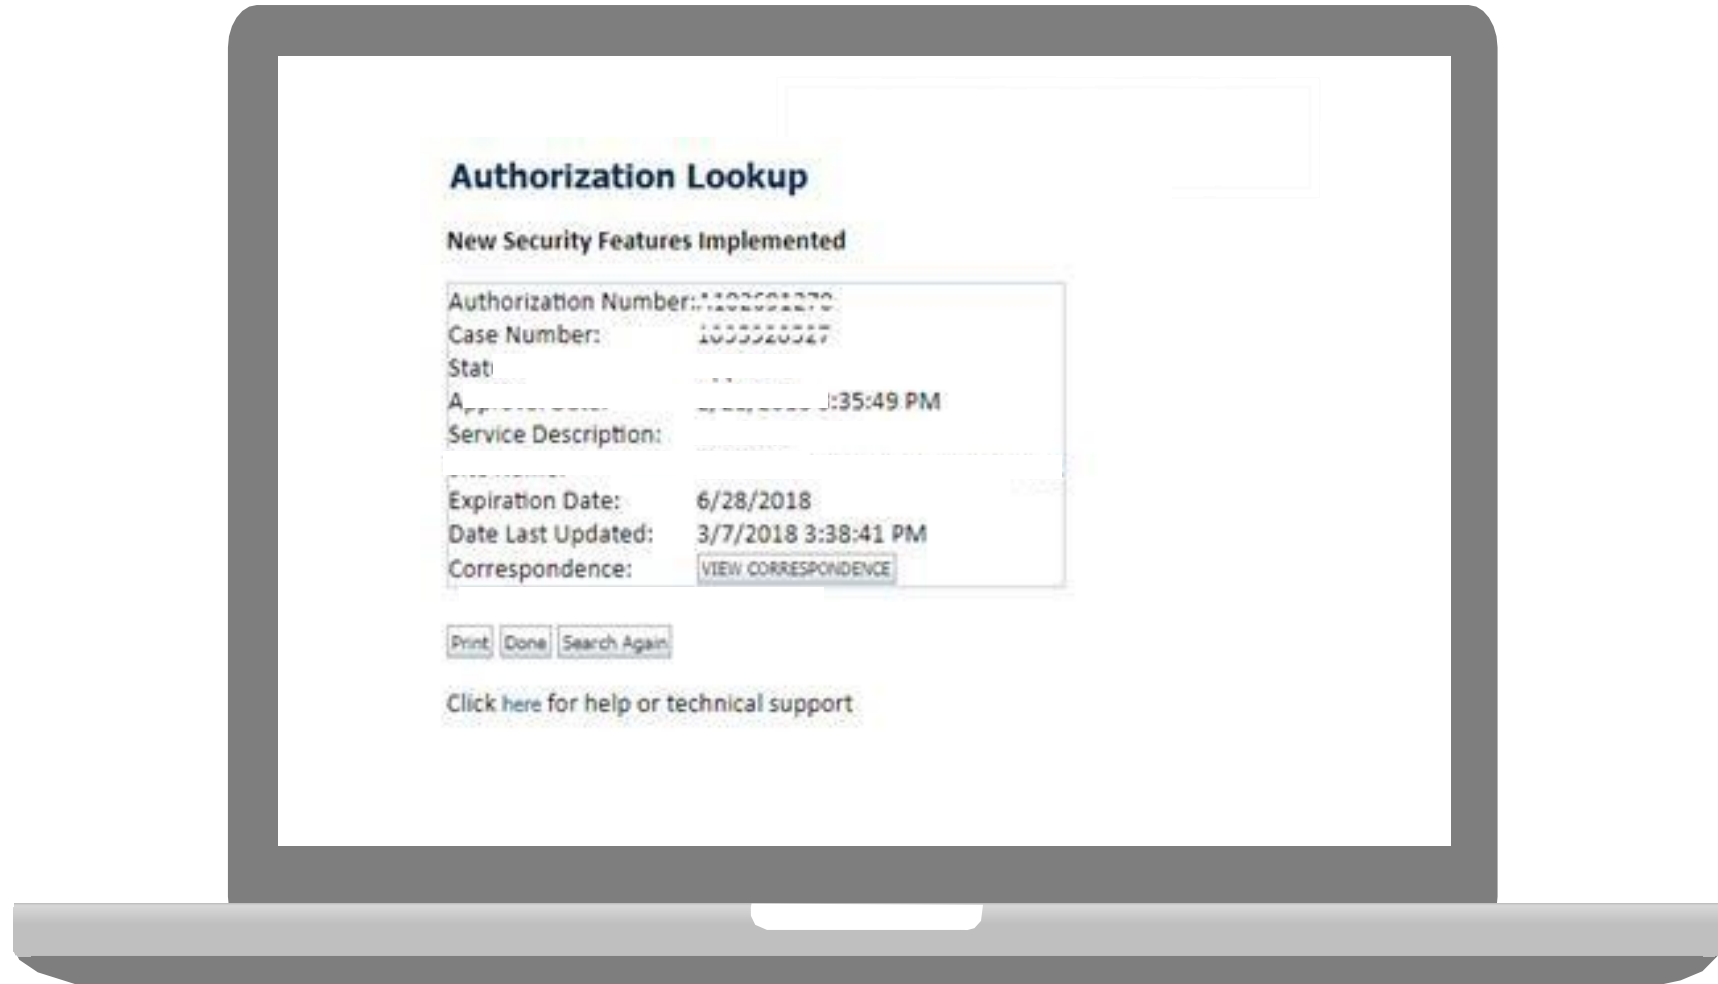 Authorization Lookup
New Security Features Implemented
Authorization Number:
Case Number:
:35:49 PM
Service Description:
Expiration Date: 6/28/2018
Date Last Updated: 3/7/2018 3:38:41 PM
Correspondence: VIEW CORRESPONDENCE
Print Done Search Again
Click here for help or technical support